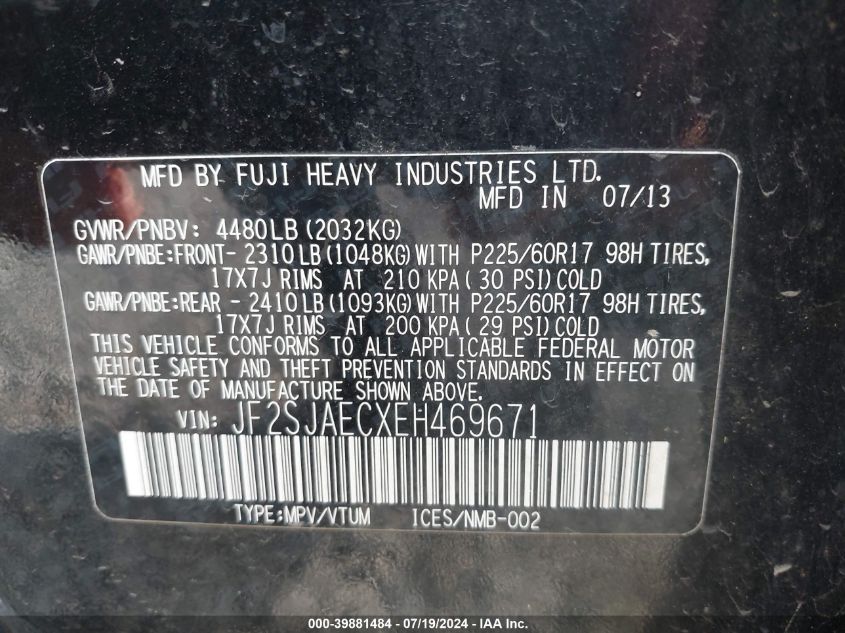 MFD BY FUJI HEAVY INDUSTRIES LTD.
MFD IN 07/13
GVWR/PNBV: 4480LB (2032KG)
GAWR/PNBE:FRONT- 2310LB (1048KG) WITH P225/60R17 98H TIRES,
17X7J RIMS AT 210 KPA ( 30 PSI) COLD
GAWR/PNBE:REAR - 2410LB (1093KG) WITH P225/60R17 98H TIRES,
17X7J RIMS AT 200 KPA ( 29 PSI) COLD
THIS VEHICLE CONFORMS TO ALL APPLICABLE FEDERAL MOTOR
VEHICLE SAFETY AND THEFT PREVENTION STANDARDS IN EFFECT ON
THE DATE OF MANUFACTURE SHOWN ABOVE.
VIN: JF2SJAECXEH469671
TYPE:MPV/VTUM ICES/NMB-002
000-39881484 - 07/19/2024 - IAA Inc.